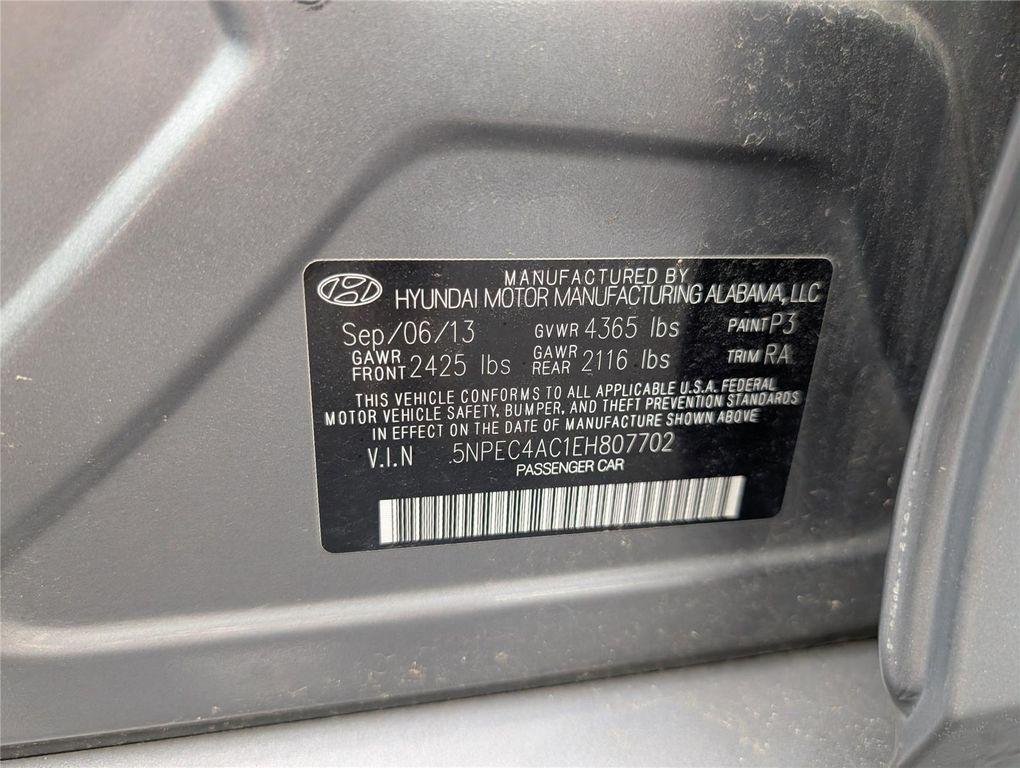 MANUFACTURED BY
HYUNDAI MOTOR MANUFACTURING ALABAMA, LLC
Sep/06/13 GVWR 4365 lbs PAINT P3
GAWR FRONT 2425 lbs GAWR REAR 2116 lbs TRIM RA
THIS VEHICLE CONFORMS TO ALL APPLICABLE U.S.A. FEDERAL
MOTOR VEHICLE SAFETY, BUMPER, AND THEFT PREVENTION STANDARDS
IN EFFECT ON THE DATE OF MANUFACTURE SHOWN ABOVE
V.I.N 5NPEC4AC1EH807702
PASSENGER CAR